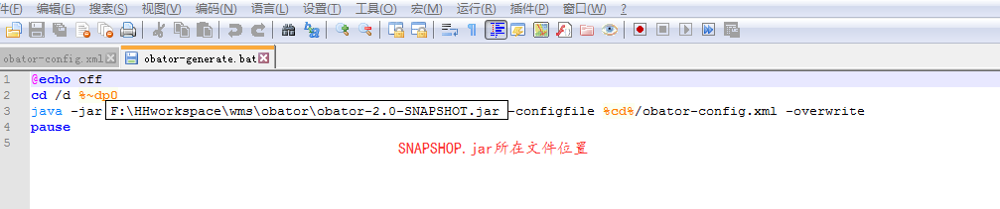 件(F) 编辑(E) 搜索(S) 视图(V) 编码(N) 语言(L) 设置(T) 工具(O) 宏(M) 运行(R) 插件(P) 窗口(W) ?
obator-config.xml obator-generate.bat
1 @echo off
2 cd /d %~dp0
3 java -jar F:\HHworkspace\wms\obator\obator-2.0-SNAPSHOT.jar -configfile %cd%/obator-config.xml -overwrite
4 pause
5
SNAPSHOP.jar所在文件位置